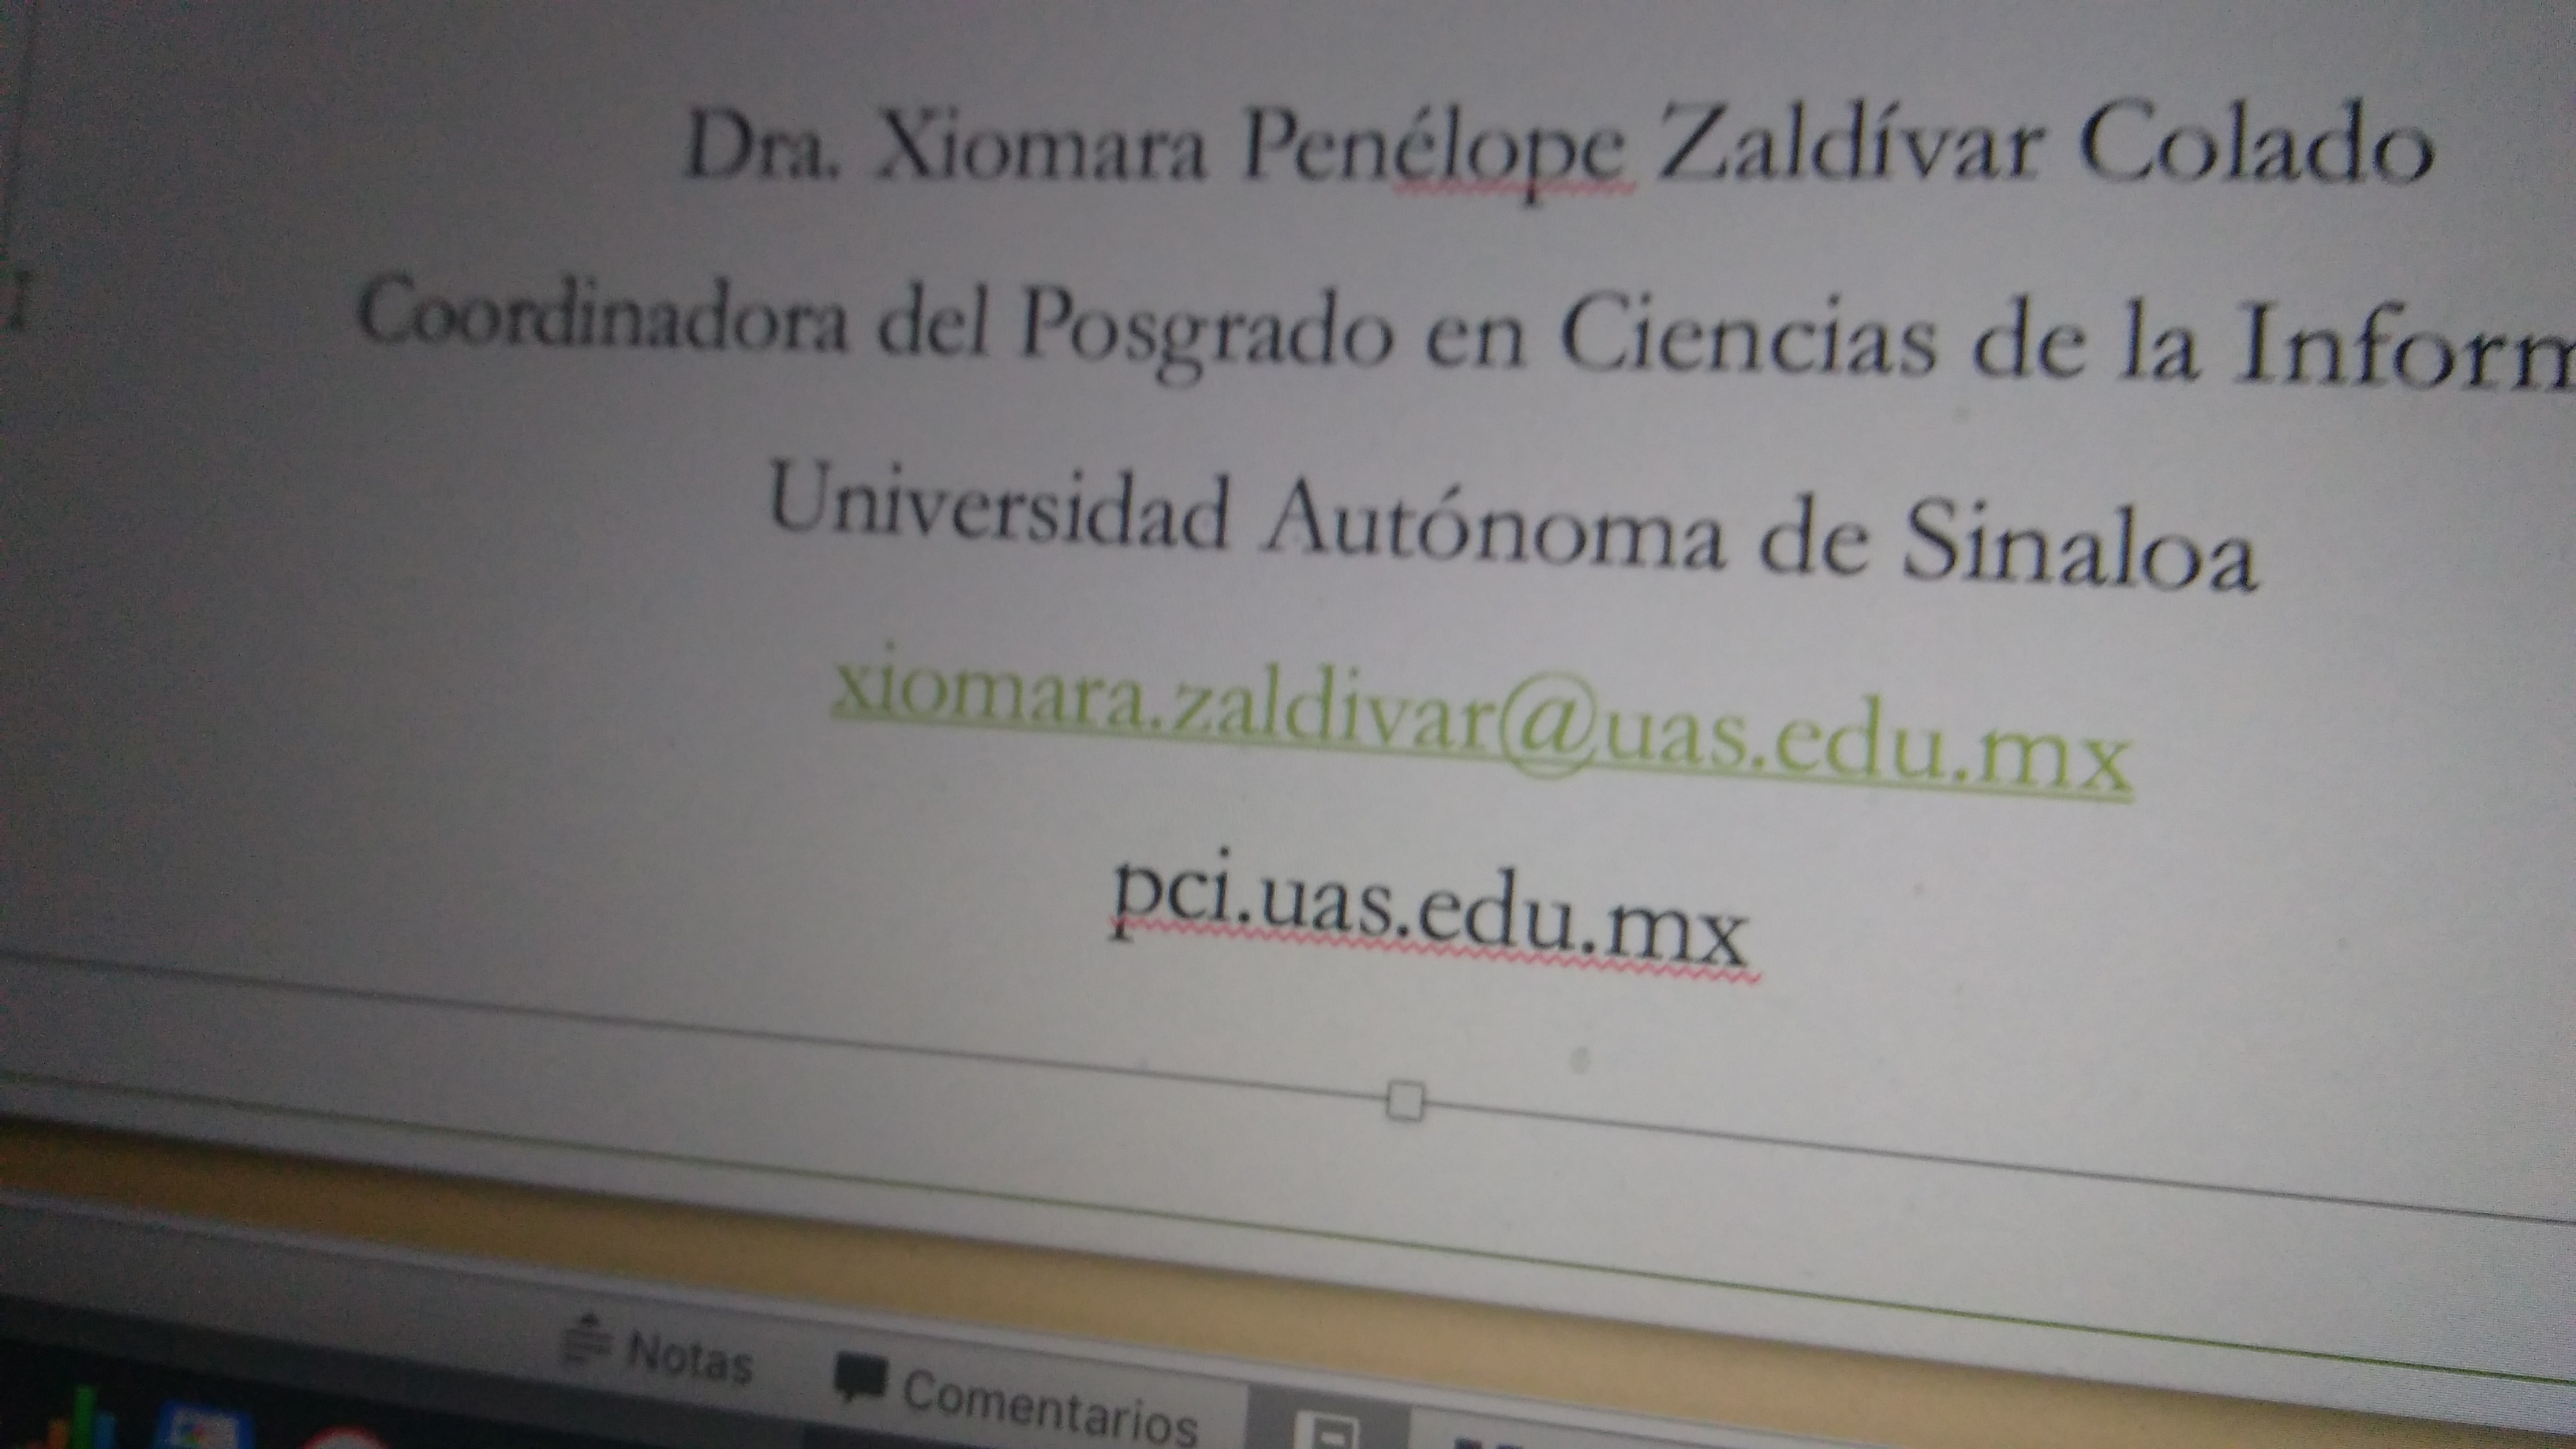 Dra. Xiomara Penélope Zaldívar Colado
Coordinadora del Posgrado en Ciencias de la Inform
Universidad Autónoma de Sinaloa
xiomara.zaldivar@uas.edu.mx
pci.uas.edu.mx
Notas
Comentarios